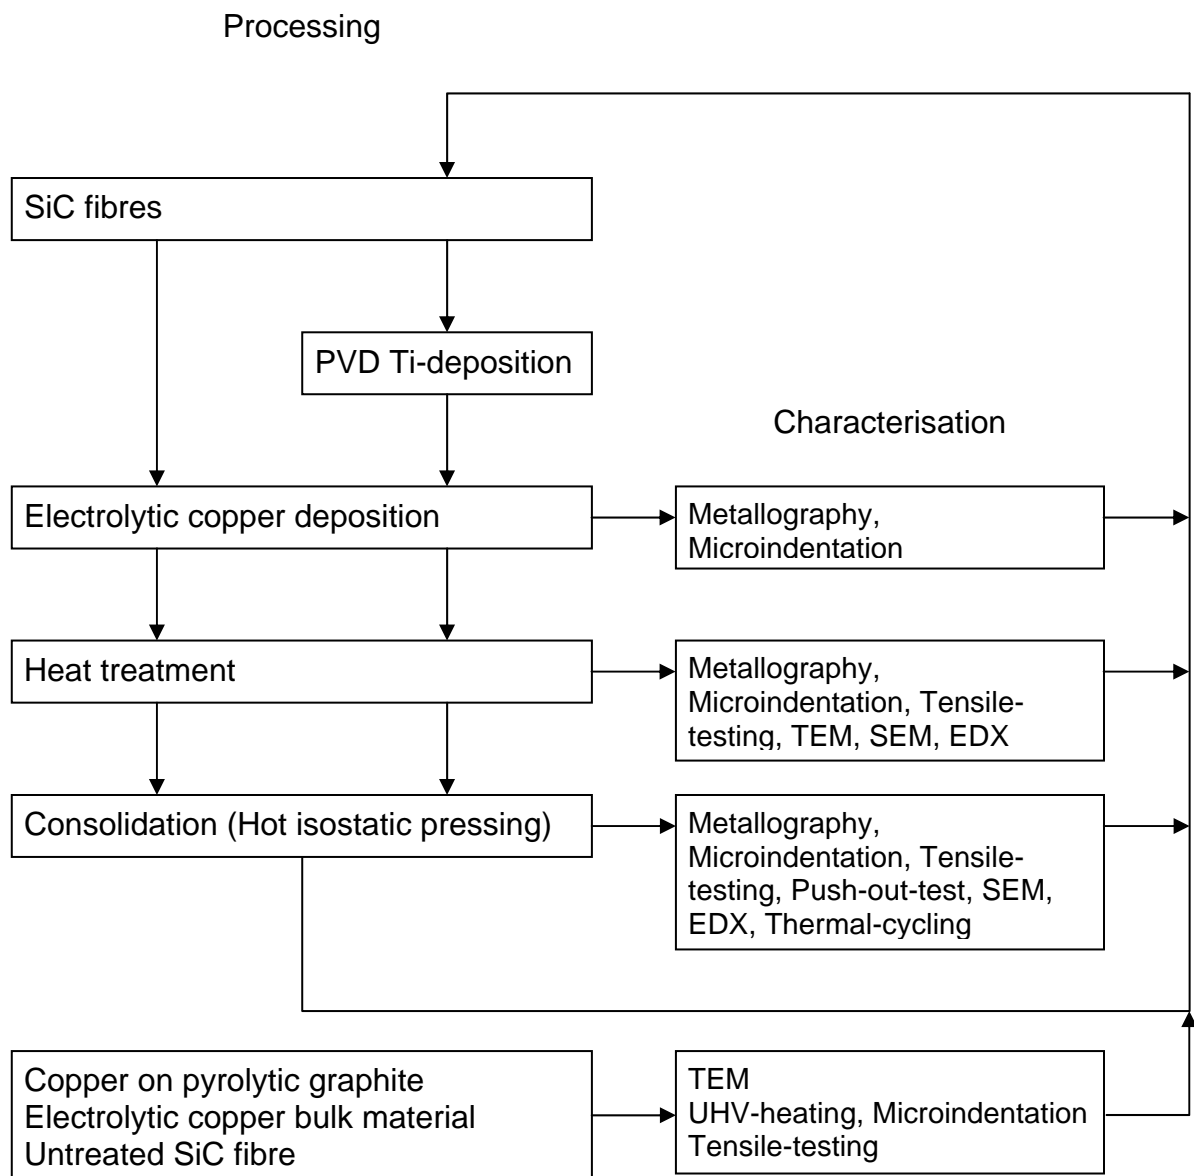 Processing
SiC fibres
PVD Ti-deposition
Characterisation
Electrolytic copper deposition
Metallography,
Microindentation
Heat treatment
Metallography,
Microindentation, Tensile-
testing, TEM, SEM, EDX
Consolidation (Hot isostatic pressing)
Metallography,
Microindentation, Tensile-
testing, Push-out-test, SEM,
EDX, Thermal-cycling
Copper on pyrolytic graphite
Electrolytic copper bulk material
Untreated SiC fibre
TEM
UHV-heating, Microindentation
Tensile-testing